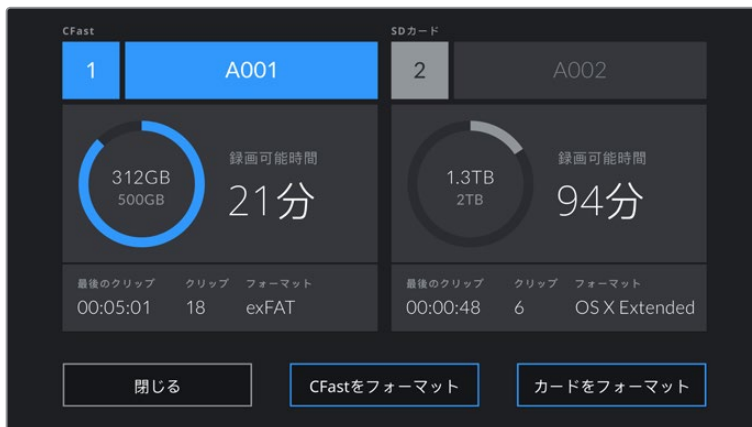 CFast
SDカード
1
A001
2
A002
312GB
500GB
録画可能時間
21分
1.3TB
2TB
録画可能時間
94分
最後のクリップ
クリップ
フォーマット
00:05:01
18
exFAT
最後のクリップ
クリップ
フォーマット
00:00:48
6
OS X Extended
閉じる
CFastをフォーマット
カードをフォーマット